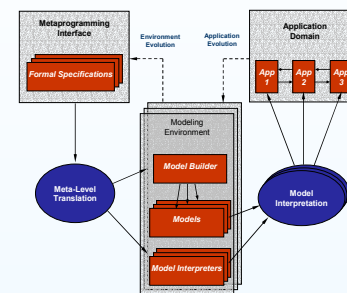 Metaprogramming
Interface
Formal Specifications
Environment
Evolution
Application
Evolution
Application
Domain
App
1
App
2
App
3
Modeling
Environment
Model Builder
Models
Model Interpreters
Meta-Level
Translation
Model
Interpretation